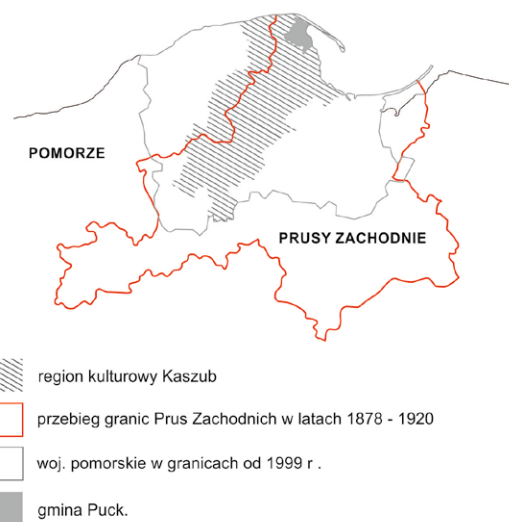 POMORZE
PRUSY ZACHODNIE
region kulturowy Kaszub
przebieg granic Prus Zachodnich w latach 1878 - 1920
woj. pomorskie w granicach od 1999 r .
gmina Puck.